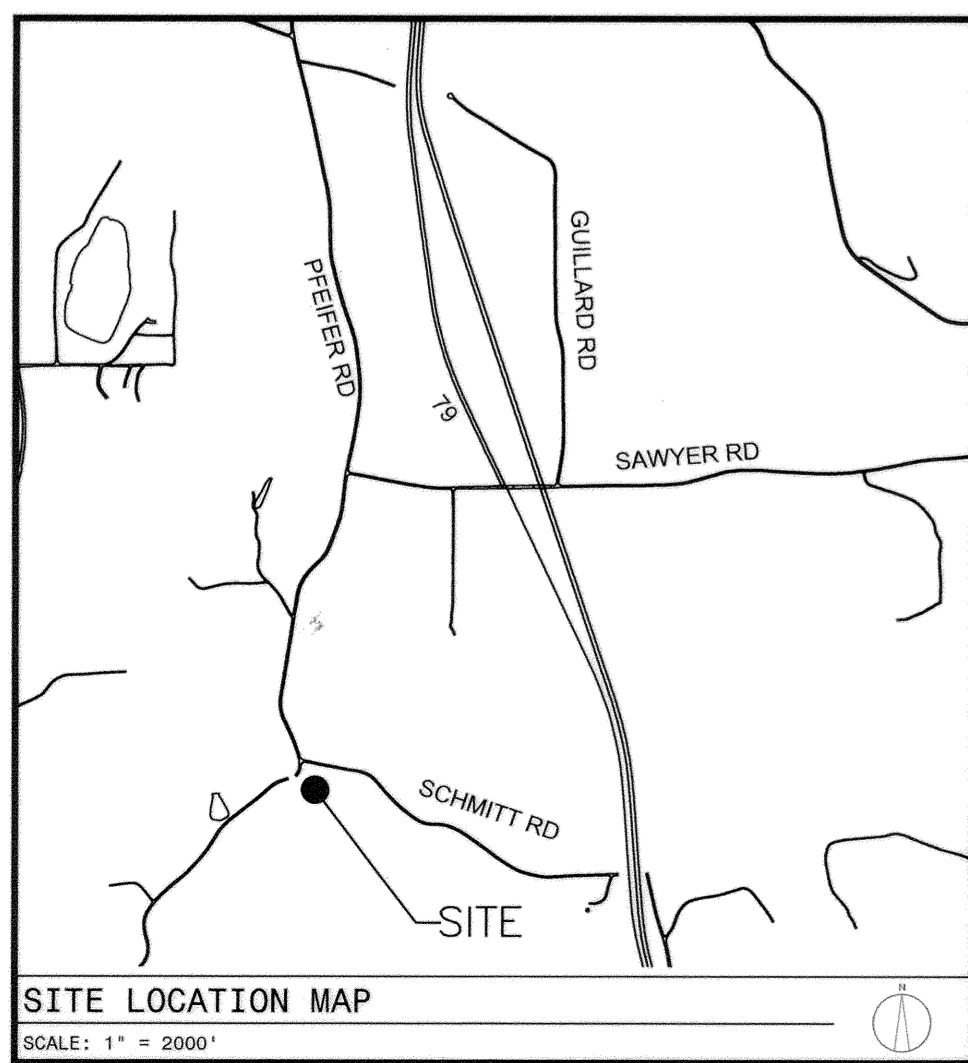 GUILLARD RD
PFEIFER RD
79
SAWYER RD
SCHMITT RD
SITE
SITE LOCATION MAP
N
SCALE: 1" = 2000'